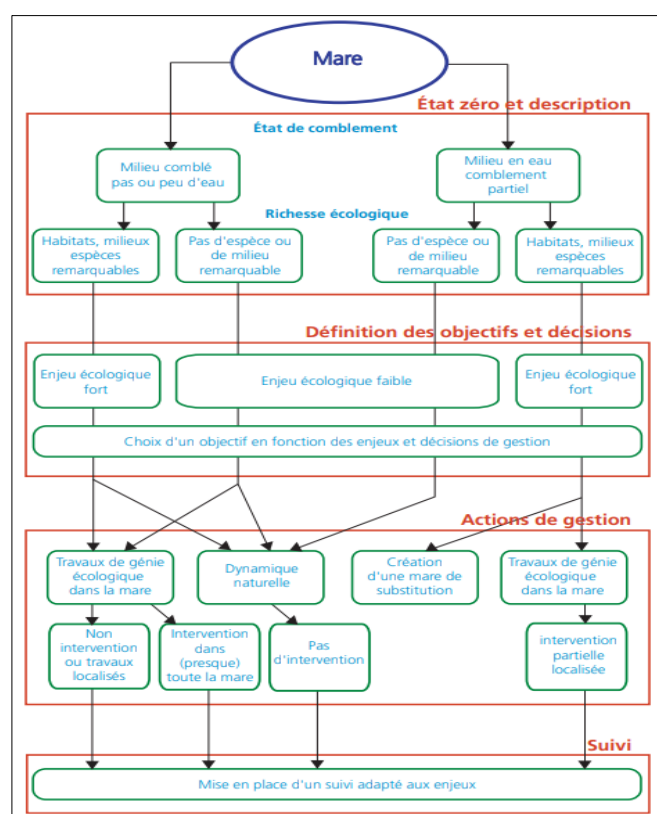 Mare
État zéro et description
État de comblement
Milieu comblé
pas ou peu d'eau
Milieu en eau
comblement
partiel
Richesse écologique
Habitats, milieux
espèces
remarquables
Pas d'espèce ou
de milieu
remarquable
Pas d'espèce ou
de milieu
remarquable
Habitats, milieux
espèces
remarquables
Définition des objectifs et décisions
Enjeu écologique
fort
Enjeu écologique faible
Enjeu écologique
fort
Choix d'un objectif en fonction des enjeux et décisions de gestion
Actions de gestion
Travaux de génie
écologique
dans la mare
Dynamique
naturelle
Création
d'une mare de
substitution
Travaux de génie
écologique
dans la mare
Non
intervention
ou travaux
localisés
Intervention
dans
(presque)
toute la mare
Pas
d'intervention
intervention
partielle
localisée
Suivi
Mise en place d'un suivi adapté aux enjeux